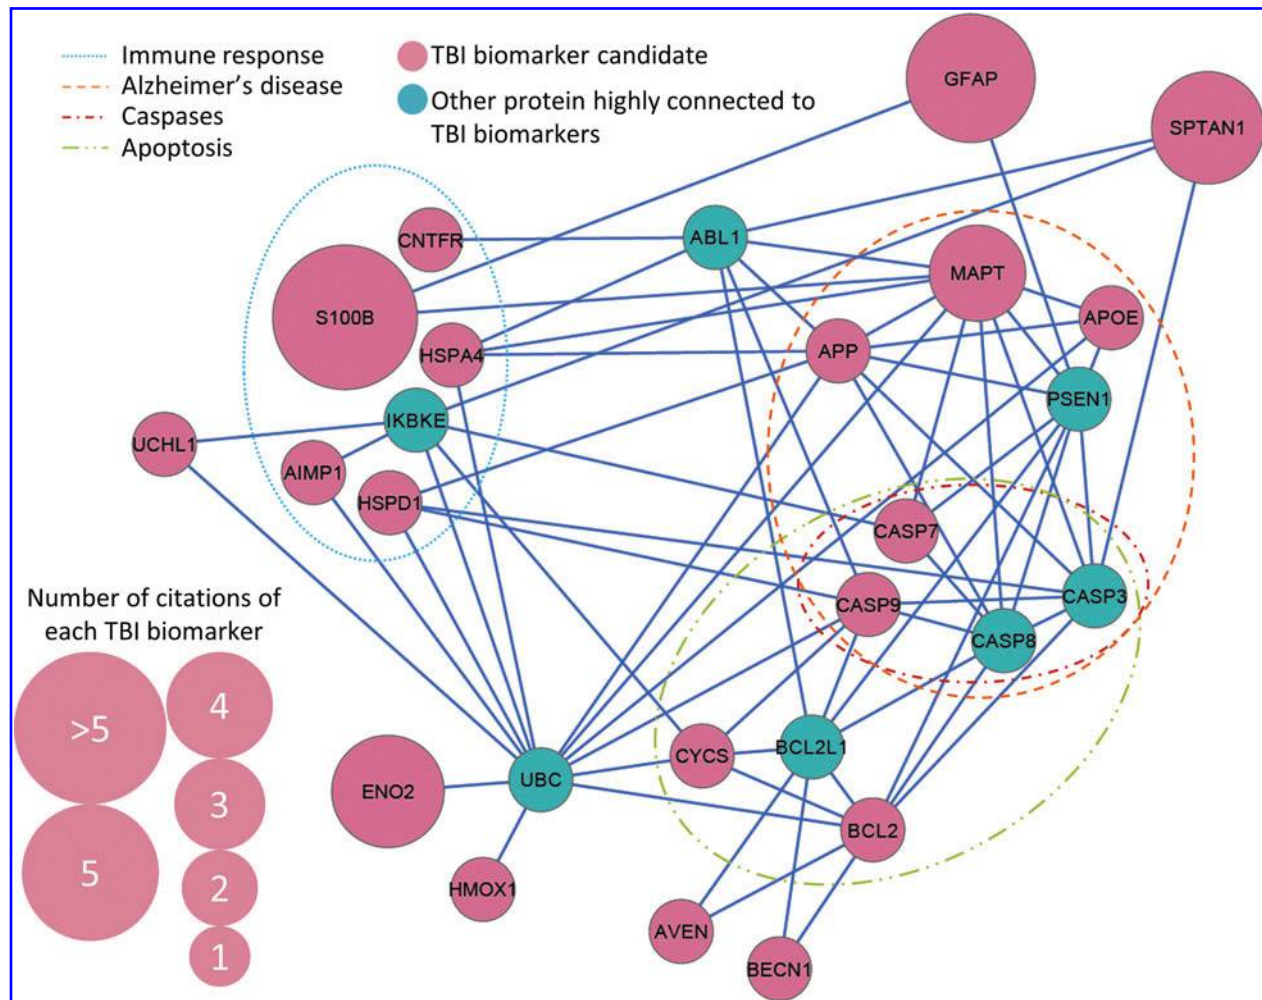 Immune response
Alzheimer's disease
Caspases
Apoptosis
TBI biomarker candidate
Other protein highly connected to
TBI biomarkers
GFAP
SPTAN1
CNTFR
ABL1
MAPT
S100B
APOE
HSPA4
APP
PSEN1
IKBKE
UCHL1
AIMP1
HSPD1
CASP7
CASP9
CASP3
CASP8
Number of citations of
each TBI biomarker
>5
4
3
5
2
1
CYCS
BCL2L1
UBC
ENO2
BCL2
HMOX1
AVEN
BECN1